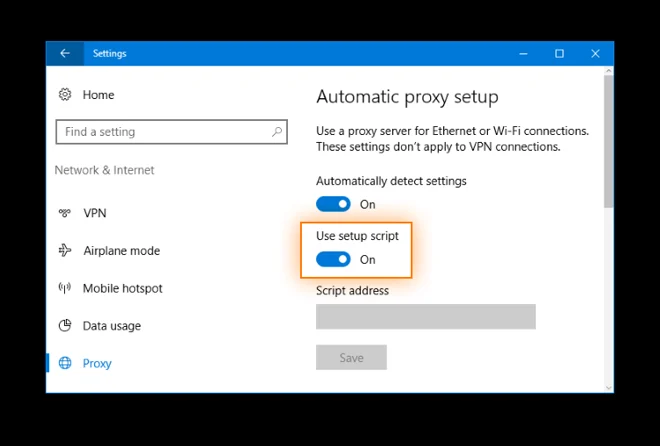 Settings
Home
Find a setting
Network & Internet
VPN
Airplane mode
Mobile hotspot
Data usage
Proxy
Automatic proxy setup
Use a proxy server for Ethernet or Wi-Fi connections.
These settings don't apply to VPN connections.
Automatically detect settings
On
Use setup script
On
Script address
Save